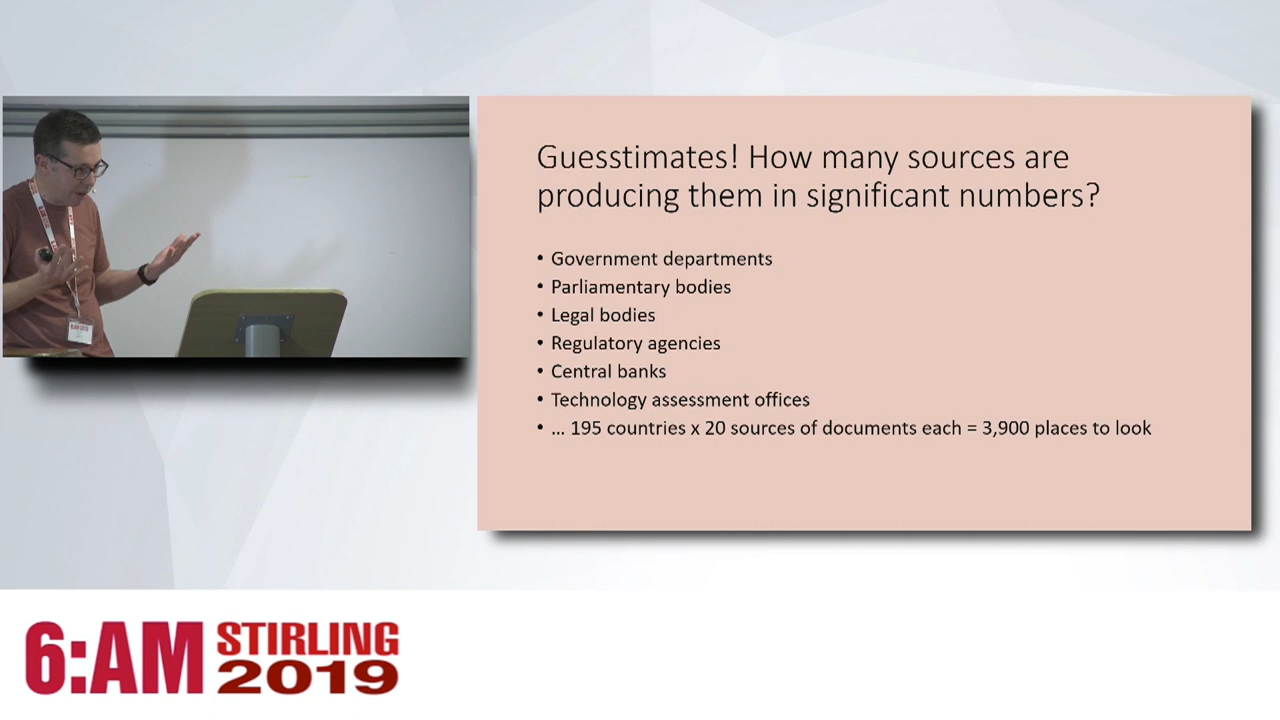 Guesstimates! How many sources are
producing them in significant numbers?
• Government departments
• Parliamentary bodies
• Legal bodies
• Regulatory agencies
• Central banks
• Technology assessment offices
• ... 195 countries x 20 sources of documents each = 3,900 places to look
6:AM STIRLING
2019